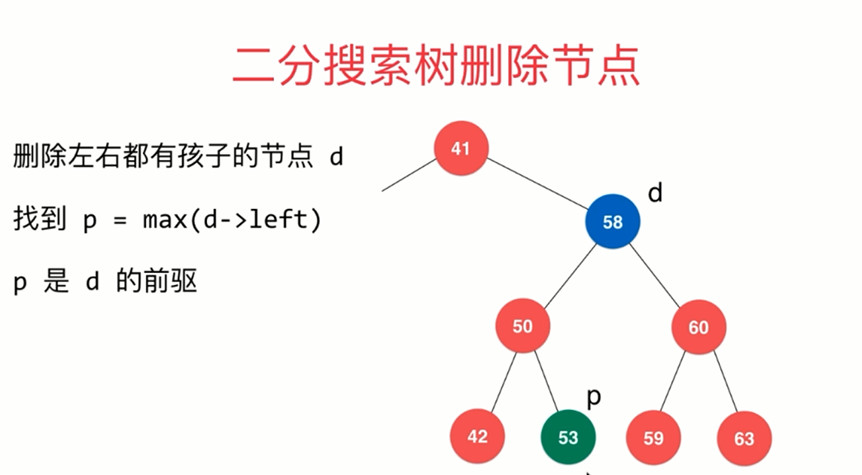 二分搜索树删除节点
删除左右都有孩子的节点 d
找到 p = max(d->left)
p 是 d 的前驱
41
d
58
50
60
p
42
53
59
63